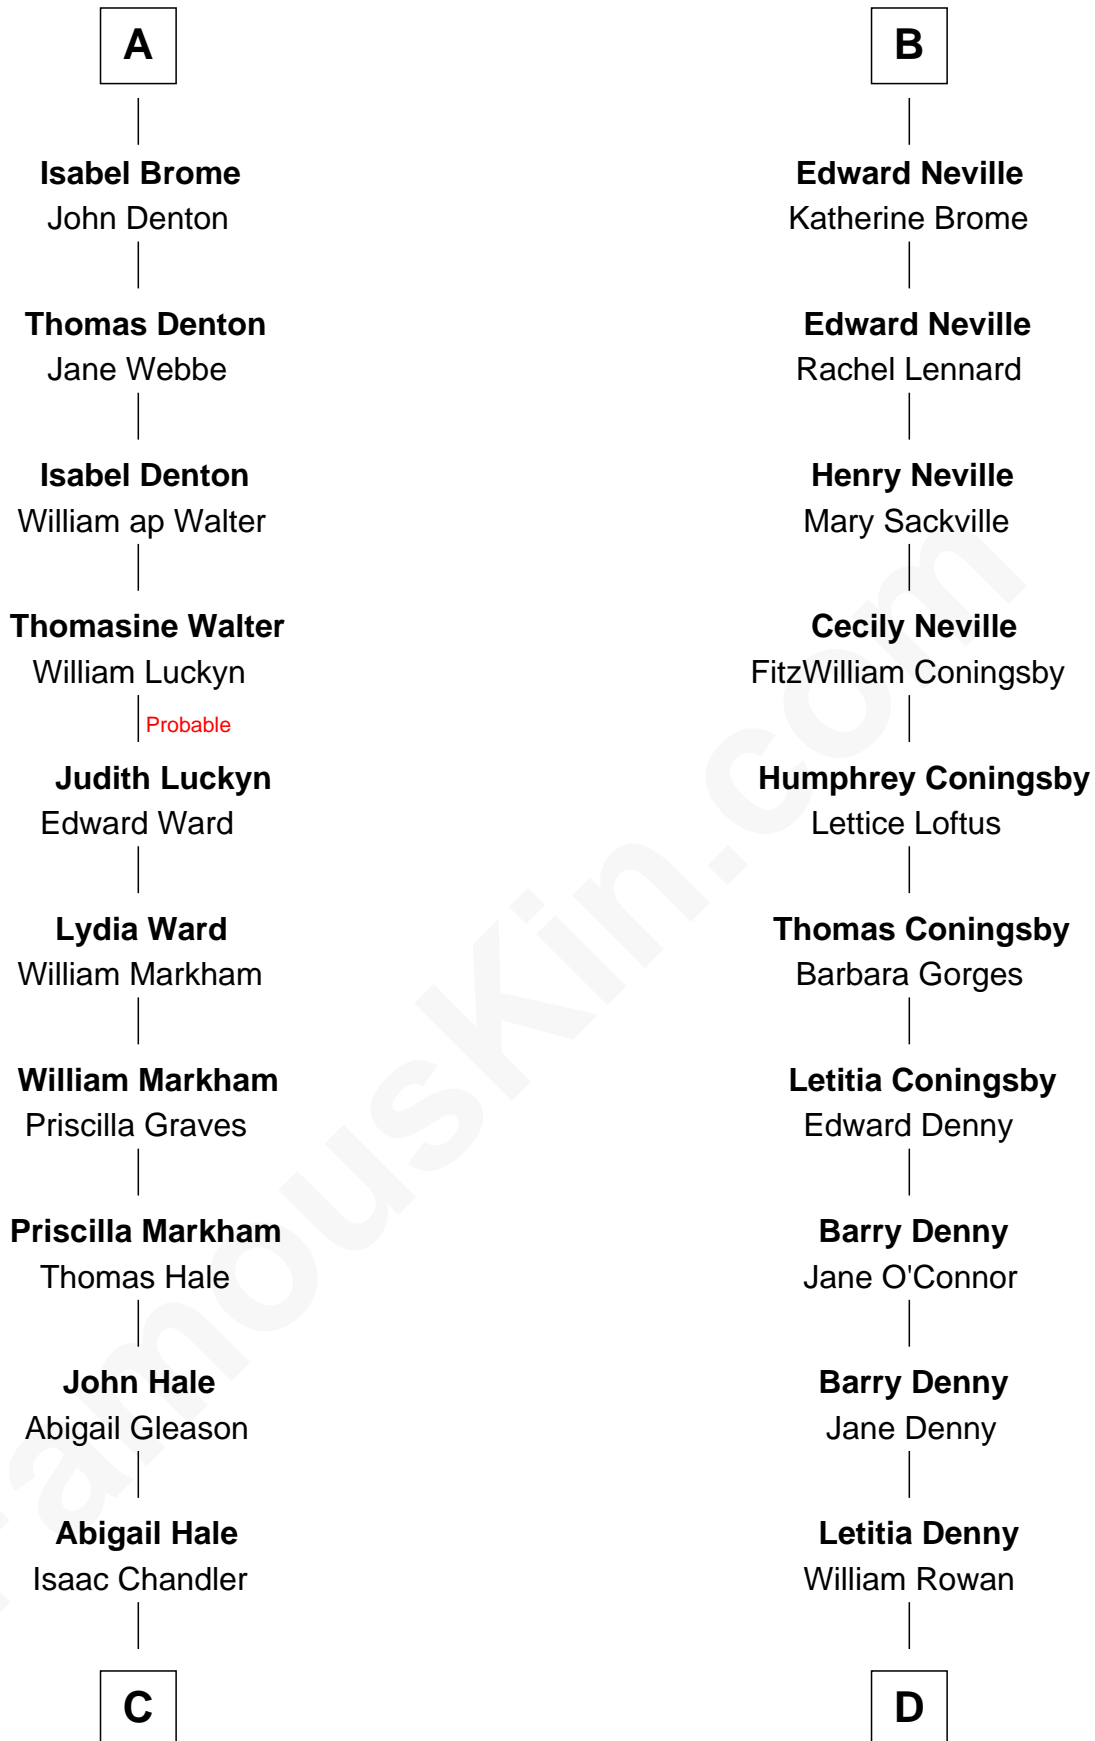 A
Isabel Brome
John Denton
Thomas Denton
Jane Webbe
Isabel Denton
William ap Walter
Thomasine Walter
William Luckyn
Probable
Judith Luckyn
Edward Ward
Lydia Ward
William Markham
William Markham
Priscilla Graves
Priscilla Markham
Thomas Hale
John Hale
Abigail Gleason
Abigail Hale
Isaac Chandler
C
B
Edward Neville
Katherine Brome
Edward Neville
Rachel Lennard
Henry Neville
Mary Sackville
Cecily Neville
FitzWilliam Coningsby
Humphrey Coningsby
Lettice Loftus
Thomas Coningsby
Barbara Gorges
Letitia Coningsby
Edward Denny
Barry Denny
Jane O'Connor
Barry Denny
Jane Denny
Letitia Denny
William Rowan
D
FamousKin.com